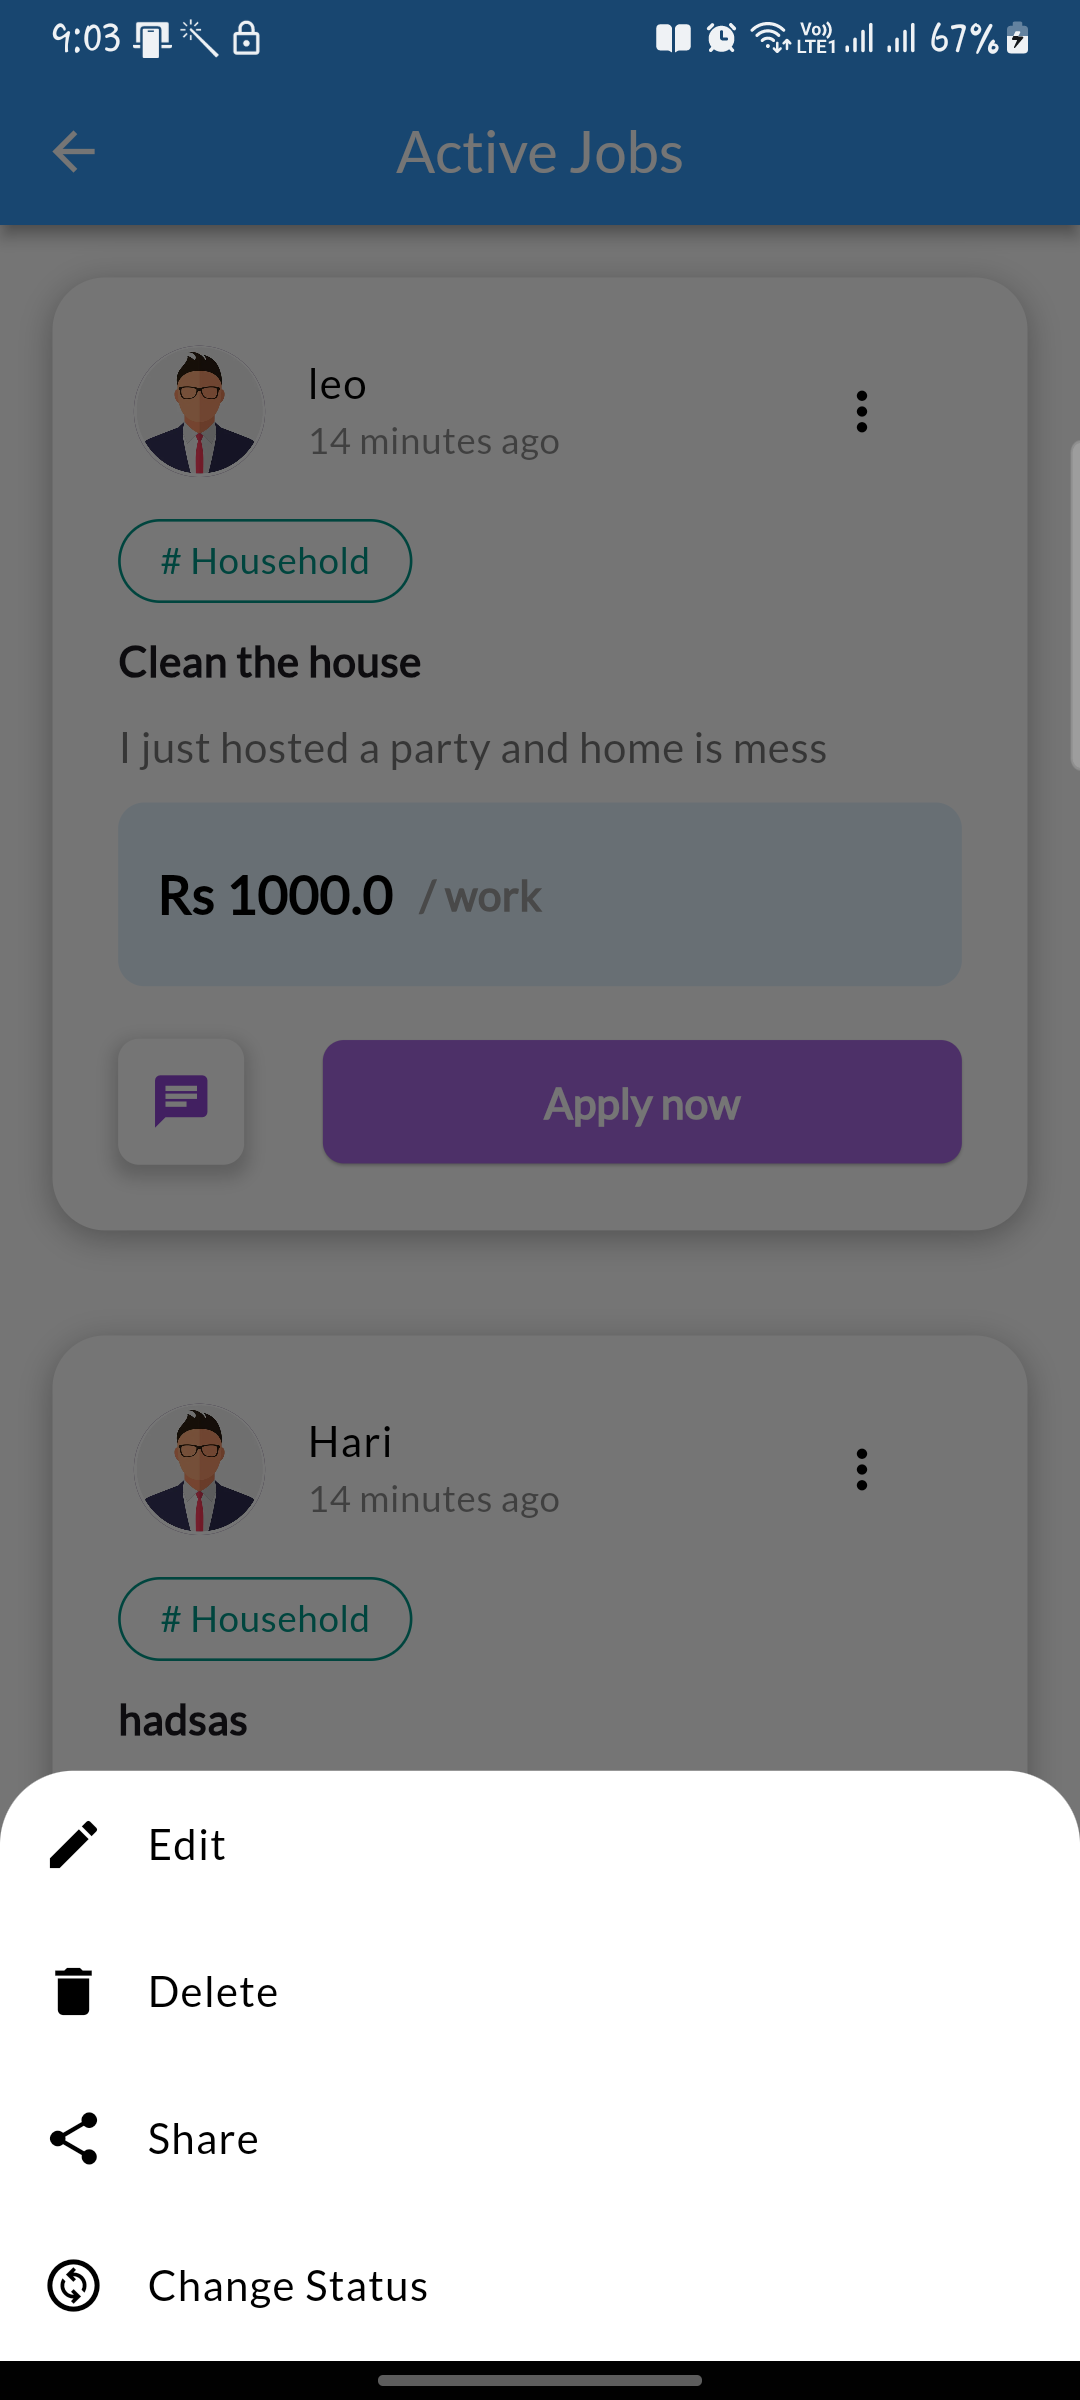 9:03 Vo)) LTE1 67%
Active Jobs
leo
14 minutes ago
# Household
Clean the house
I just hosted a party and home is mess
Rs 1000.0 / work
Apply now
Hari
14 minutes ago
# Household
hadsas
Edit
Delete
Share
Change Status